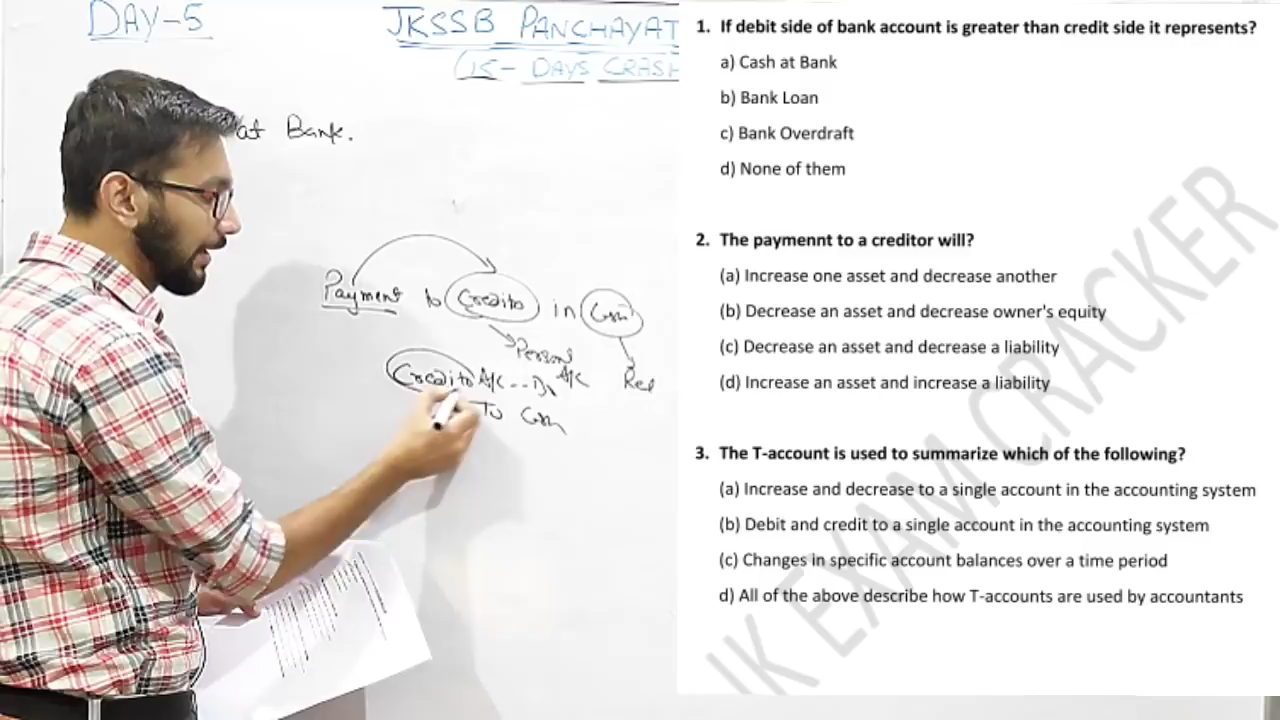 DAY-5
JKSSB PANCHAYAT
(15- DAYS CRASH
at Bank.
Payment to Credito in
Person
A/C
Credito A/C -- Dr
To
1. If debit side of bank account is greater than credit side it represents?
a) Cash at Bank
b) Bank Loan
c) Bank Overdraft
d) None of them
2. The paymennt to a creditor will?
(a) Increase one asset and decrease another
(b) Decrease an asset and decrease owner's equity
(c) Decrease an asset and decrease a liability
(d) Increase an asset and increase a liability
3. The T-account is used to summarize which of the following?
(a) Increase and decrease to a single account in the accounting system
(b) Debit and credit to a single account in the accounting system
(c) Changes in specific account balances over a time period
d) All of the above describe how T-accounts are used by accountants
JK EXAM CRACKER